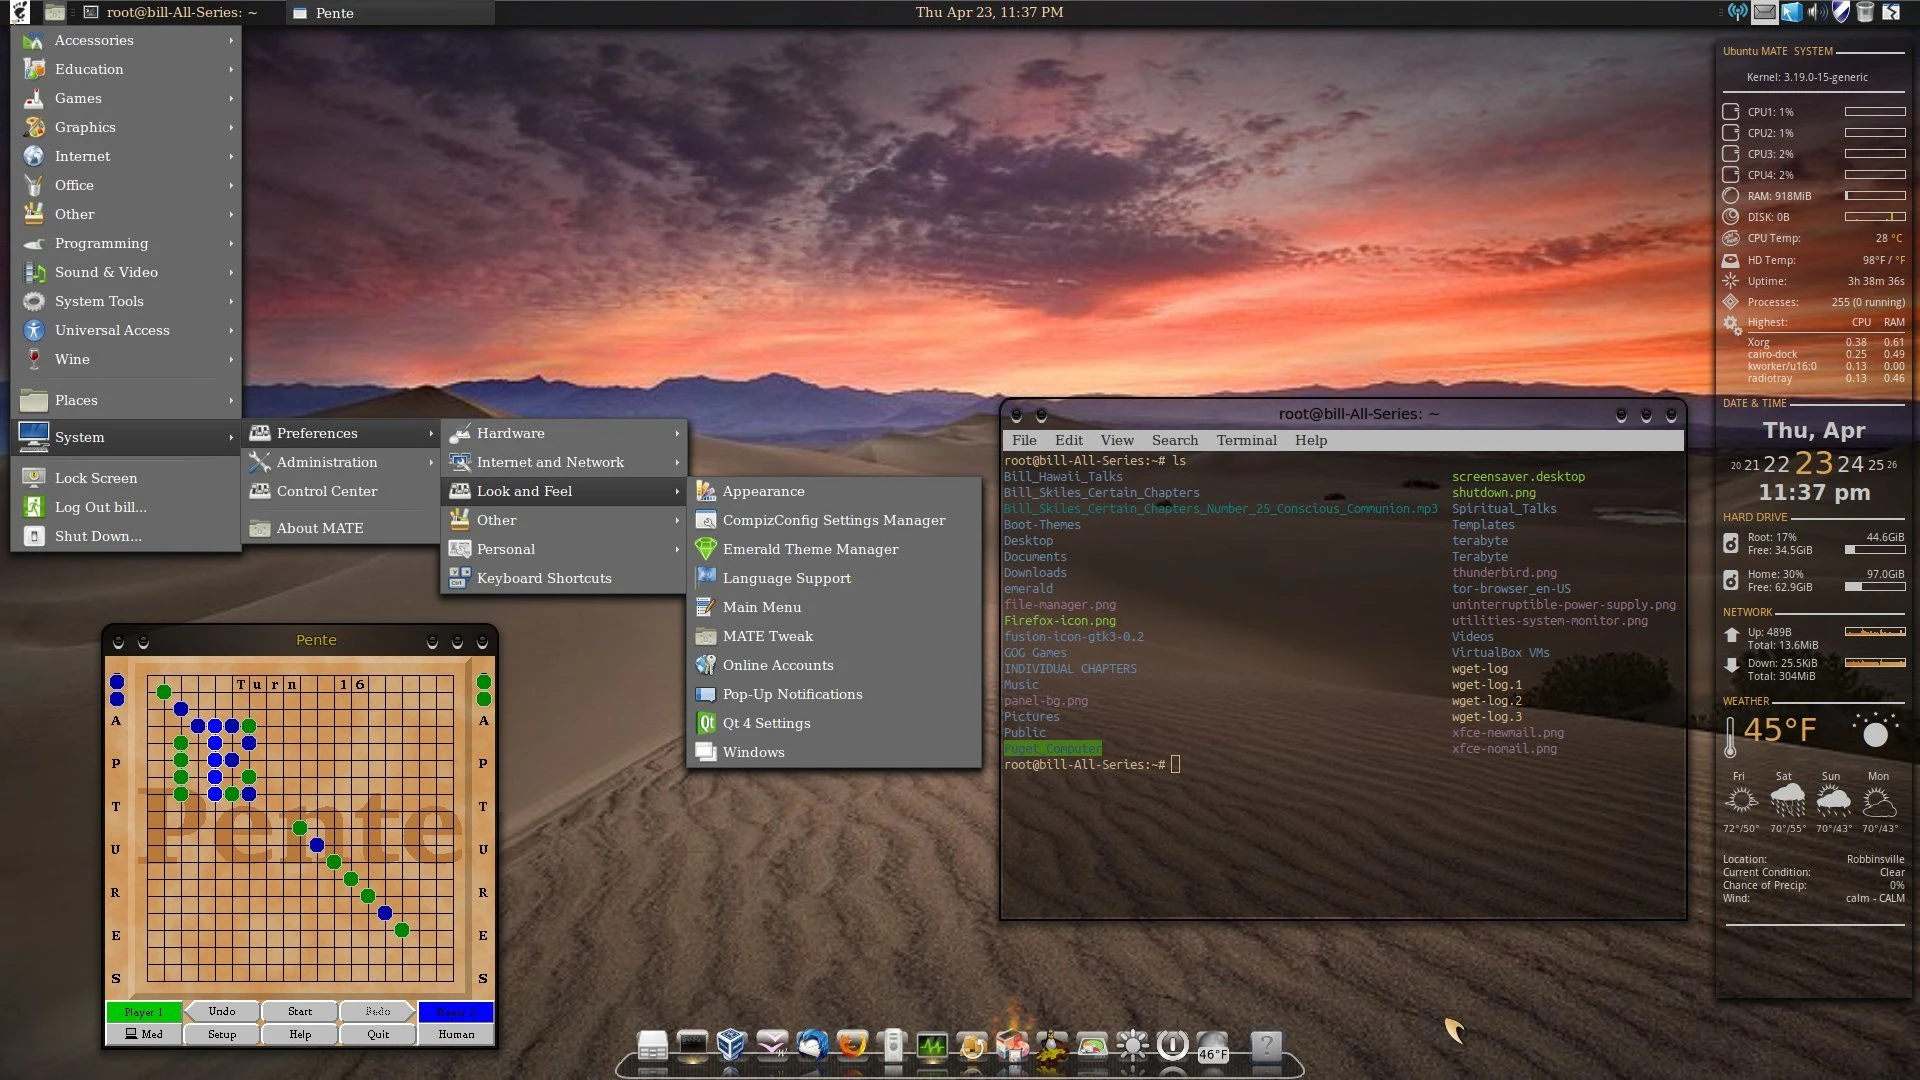 root@bill-All-Series: ~
Pente
Thu Apr 23, 11:37 PM
Accessories
Education
Games
Graphics
Internet
Office
Other
Programming
Sound & Video
System Tools
Universal Access
Wine
Places
System
Lock Screen
Log Out bill...
Shut Down...
Preferences
Administration
Control Center
About MATE
Hardware
Internet and Network
Look and Feel
Other
Personal
Keyboard Shortcuts
Appearance
CompizConfig Settings Manager
Emerald Theme Manager
Language Support
Main Menu
MATE Tweak
Online Accounts
Pop-Up Notifications
Qt 4 Settings
Windows
Pente
Turn 16
Pente
A
P
T
U
R
E
S
A
P
T
U
R
E
S
Player 1
Undo
Start
Redo
Med
Setup
Help
Quit
Human
root@bill-All-Series: ~
File Edit View Search Terminal Help
root@bill-All-Series:~# ls
Bill_Hawaii_Talks screensaver.desktop
Bill_Skiles_Certain_Chapters shutdown.png
Bill_Skiles_Certain_Chapters_Number_25_Conscious_Communion.mp3 Spiritual_Talks
Boot-Themes Templates
Desktop terabyte
Documents Terabyte
Downloads thunderbird.png
emerald tor-browser_en-US
file-manager.png uninterruptible-power-supply.png
Firefox-icon.png utilities-system-monitor.png
fusion-icon-gtk3-0.2 Videos
GOG Games VirtualBox VMs
INDIVIDUAL CHAPTERS wget-log
Music wget-log.1
panel-bg.png wget-log.2
Pictures wget-log.3
Public xfce-newmail.png
Puget_Computer xfce-nomail.png
root@bill-All-Series:~#
Ubuntu MATE SYSTEM
Kernel: 3.19.0-15-generic
CPU1: 1%
CPU2: 1%
CPU3: 2%
CPU4: 2%
RAM: 918MiB
DISK: 0B
CPU Temp: 28 °C
HD Temp: 98°F / °F
Uptime: 3h 38m 36s
Processes: 255 (0 running)
Highest: CPU RAM
Xorg 0.38 0.61
cairo-dock 0.25 0.49
kworker/u16:0 0.13 0.00
radiotray 0.13 0.46
DATE & TIME
Thu, Apr
20 21 22 23 24 25 26
11:37 pm
HARD DRIVE
Root: 17% 44.6GiB
Free: 34.5GiB
Home: 30% 97.0GiB
Free: 62.9GiB
NETWORK
Up: 489B
Total: 13.6MiB
Down: 25.5KiB
Total: 304MiB
WEATHER
45°F
Fri Sat Sun Mon
72°/50° 70°/55° 70°/43° 70°/43°
Location: Robbinsville
Current Condition: Clear
Chance of Precip: 0%
Wind: calm - CALM
46°F
?